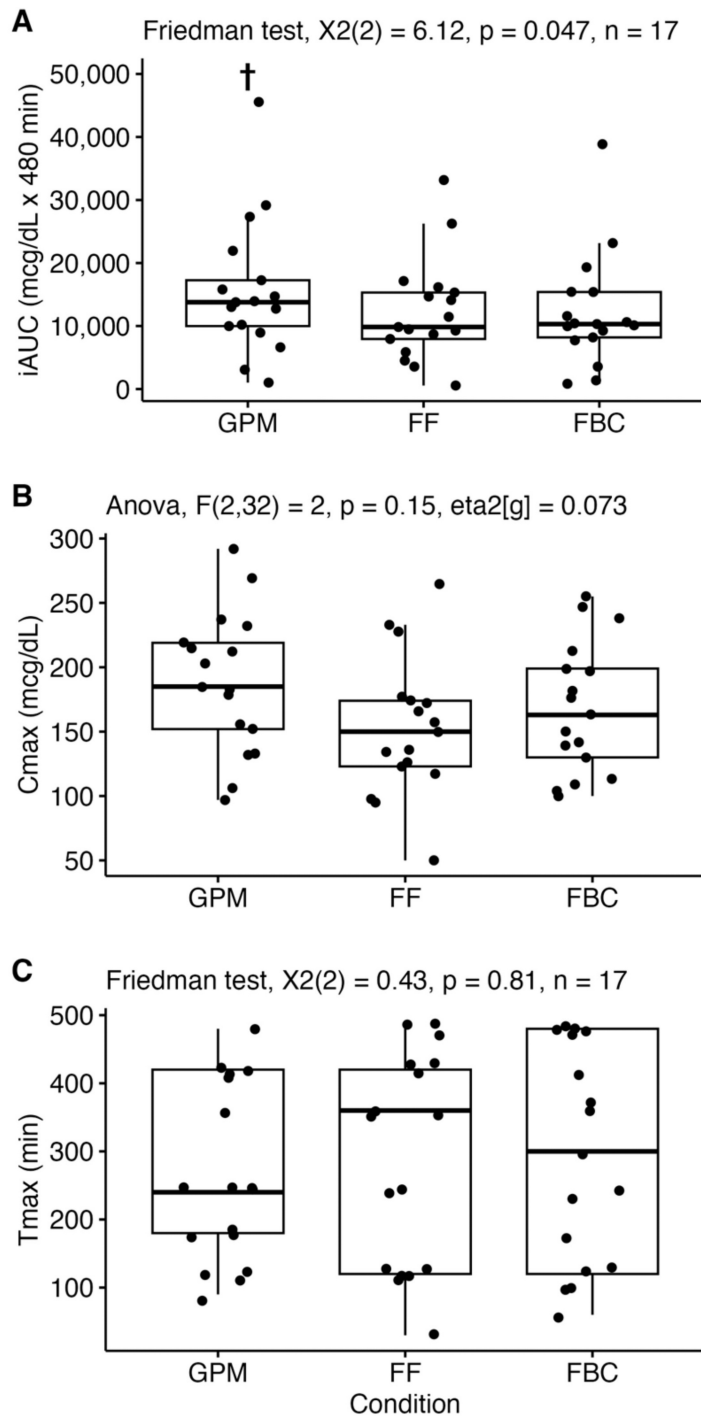 A
Friedman test, X2(2) = 6.12, p = 0.047, n = 17
iAUC (mcg/dL x 480 min)
50,000
40,000
30,000
20,000
10,000
0
†
GPM FF FBC
B
Anova, F(2,32) = 2, p = 0.15, eta2[g] = 0.073
Cmax (mcg/dL)
300
250
200
150
100
50
GPM FF FBC
C
Friedman test, X2(2) = 0.43, p = 0.81, n = 17
Tmax (min)
500
400
300
200
100
GPM FF FBC
Condition